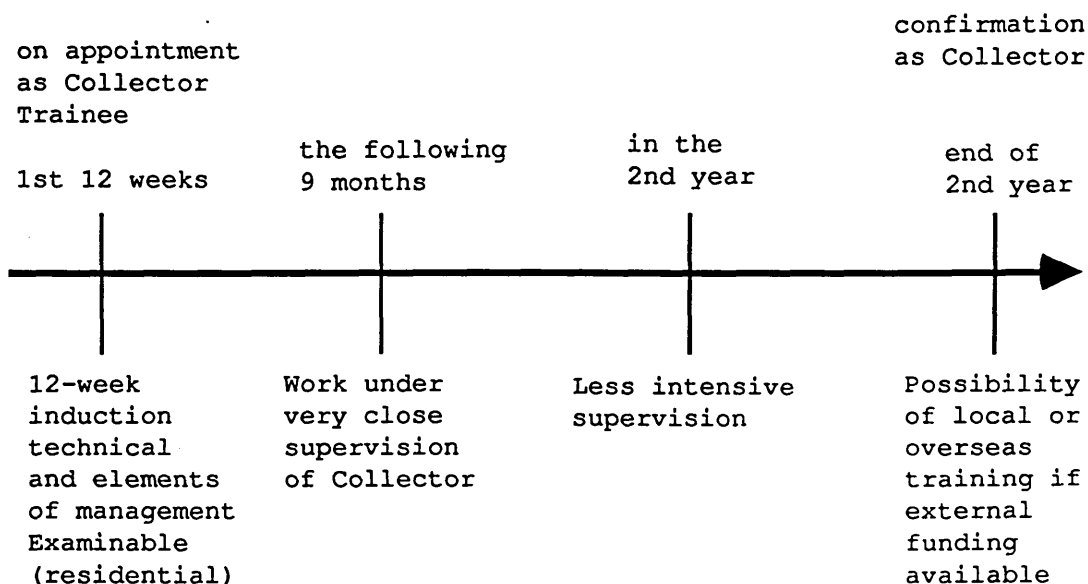 on appointment
as Collector
Trainee
1st 12 weeks
the following
9 months
in the
2nd year
confirmation
as Collector
end of
2nd year
12-week
induction
technical
and elements
of management
Examinable
(residential)
Work under
very close
supervision
of Collector
Less intensive
supervision
Possibility
of local or
overseas
training if
external
funding
available